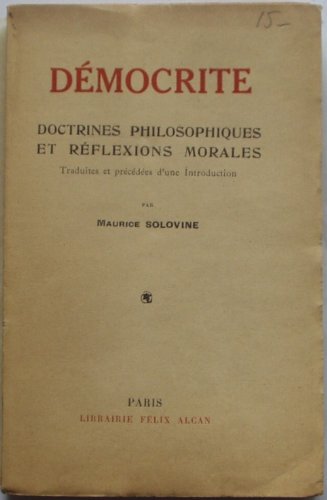 15-
DÉMOCRITE
DOCTRINES PHILOSOPHIQUES
ET RÉFLEXIONS MORALES
Traduites et précédées d'une Introduction
PAR
MAURICE SOLOVINE
PARIS
LIBRAIRIE FÉLIX ALCAN